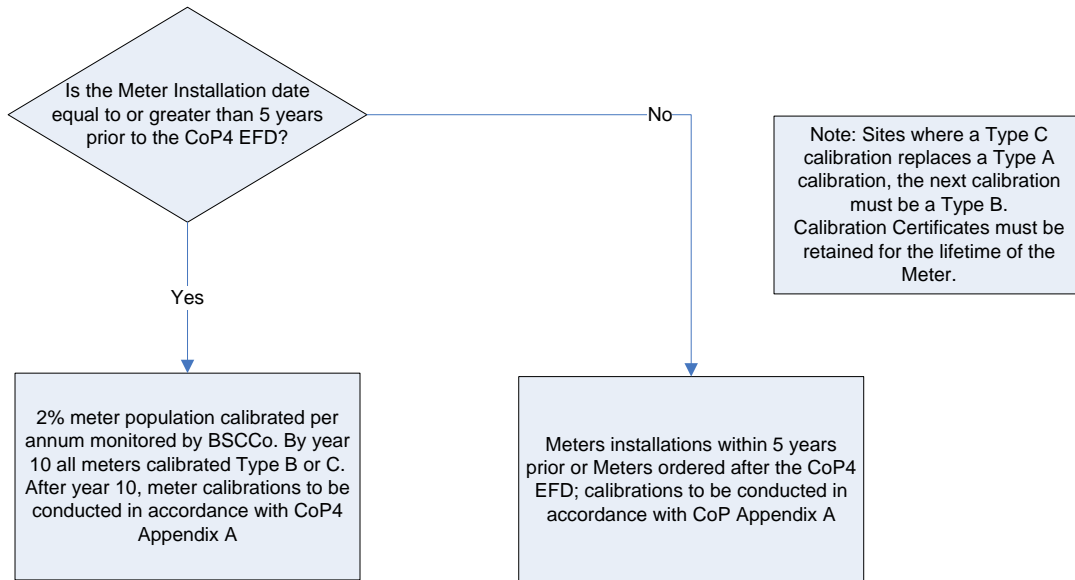 Is the Meter Installation date
equal to or greater than 5 years
prior to the CoP4 EFD?
No
Note: Sites where a Type C
calibration replaces a Type A
calibration, the next calibration
must be a Type B.
Calibration Certificates must be
retained for the lifetime of the
Meter.
Yes
2% meter population calibrated per
annum monitored by BSCCo. By year
10 all meters calibrated Type B or C.
After year 10, meter calibrations to be
conducted in accordance with CoP4
Appendix A
Meters installations within 5 years
prior or Meters ordered after the CoP4
EFD; calibrations to be conducted in
accordance with CoP Appendix A